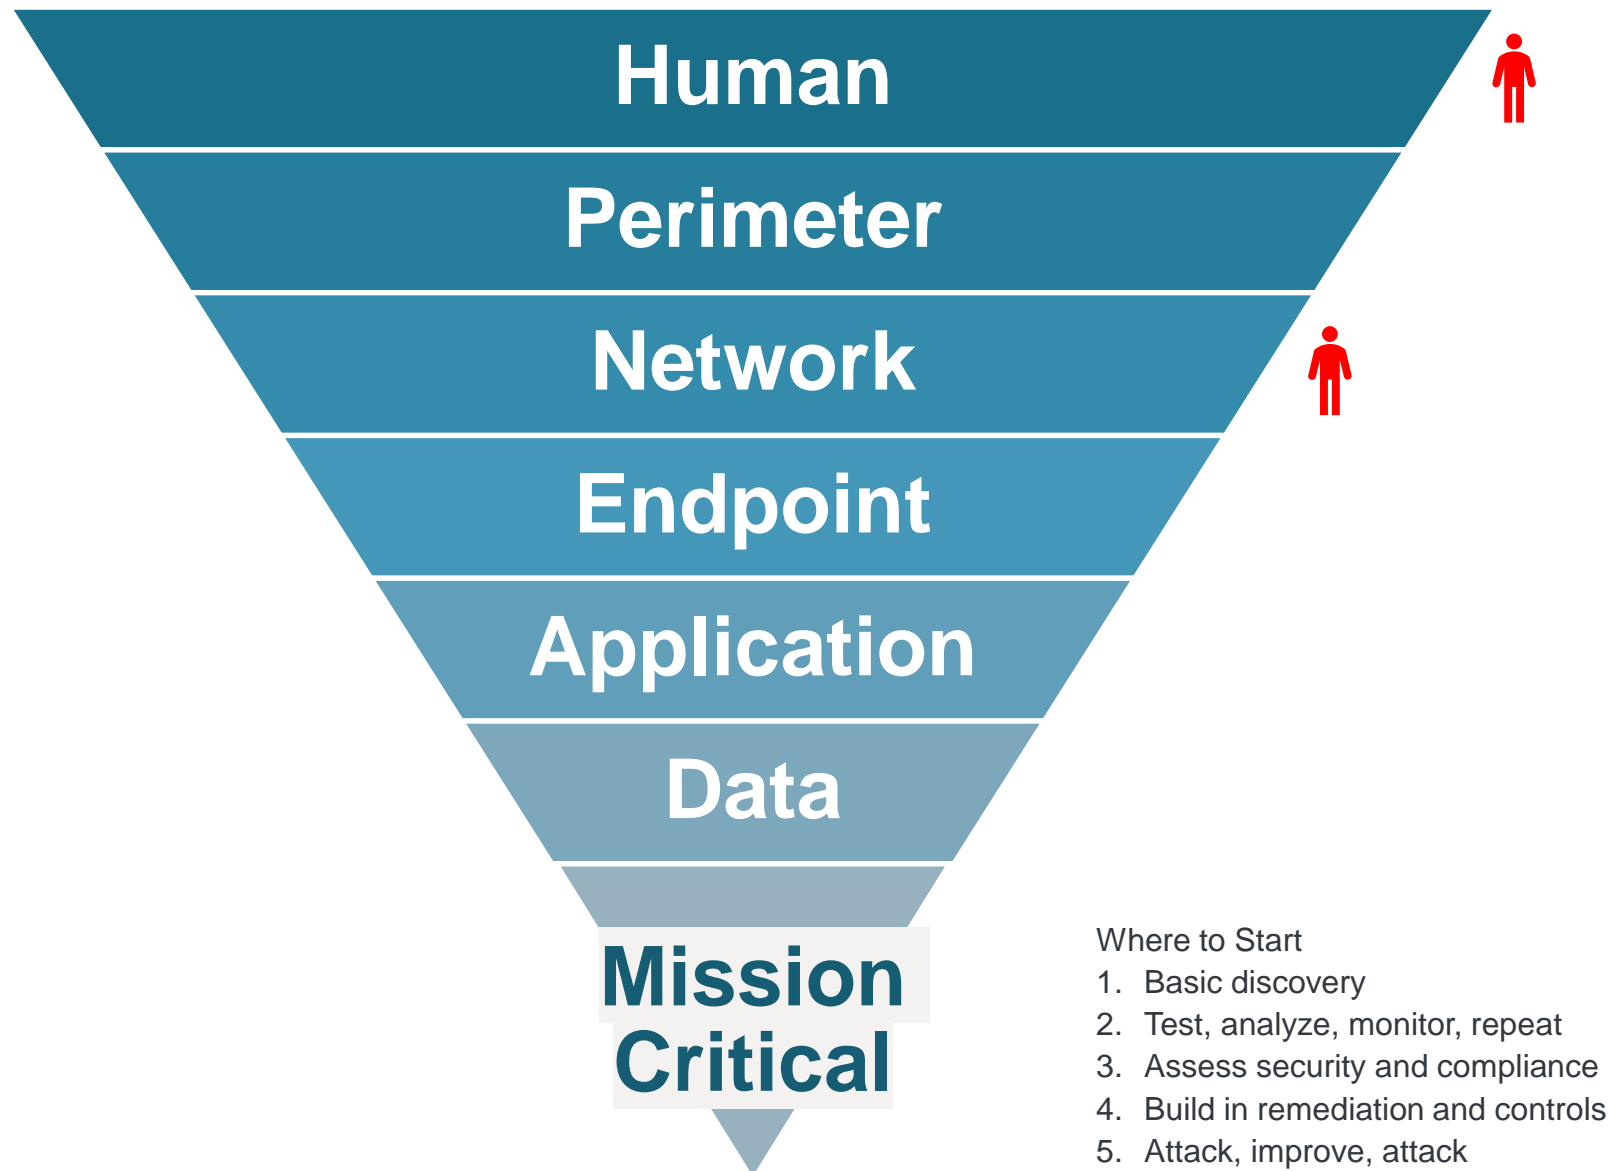 Human
Perimeter
Network
Endpoint
Application
Data
Mission
Critical
Where to Start
1. Basic discovery
2. Test, analyze, monitor, repeat
3. Assess security and compliance
4. Build in remediation and controls
5. Attack, improve, attack